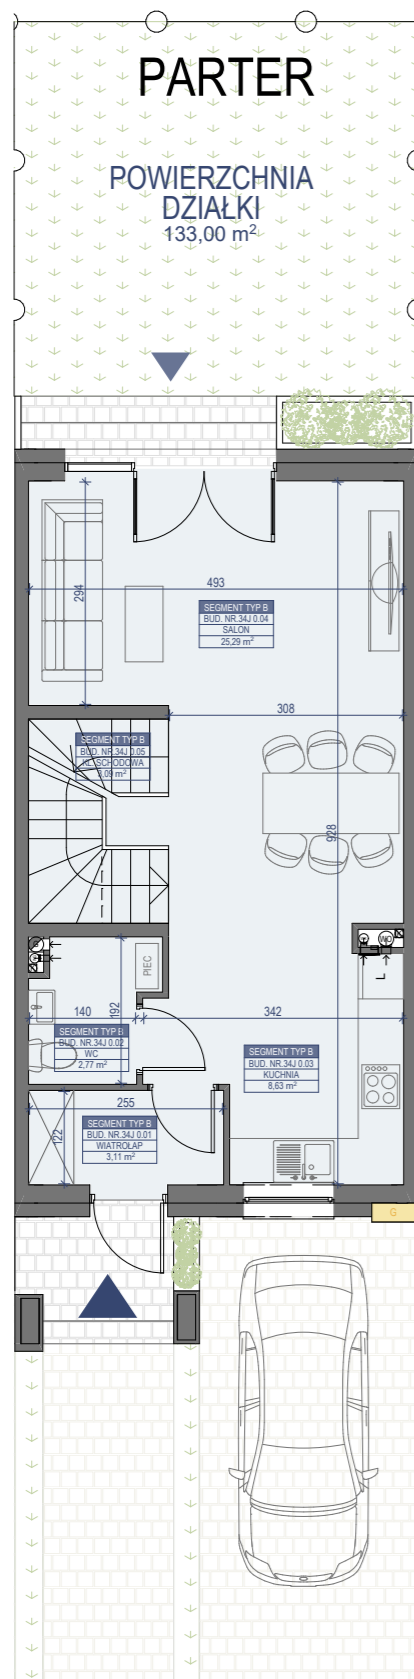 PARTER
POWIERZCHNIA
DZIAŁKI
133,00 m²
493
294
SEGMENT TYP B
BUD. NR.34J 0.04
SALON
25,29 m²
308
SEGMENT TYP B
BUD. NR.34J 0.05
KL. SCHODOWA
928
PIEC
L
140
192
342
SEGMENT TYP B
BUD. NR.34J 0.02
WC
2,77 m²
SEGMENT TYP B
BUD. NR.34J 0.03
KUCHNIA
8,63 m²
255
122
SEGMENT TYP B
BUD. NR.34J 0.01
WIATROŁAP
3,11 m²
G